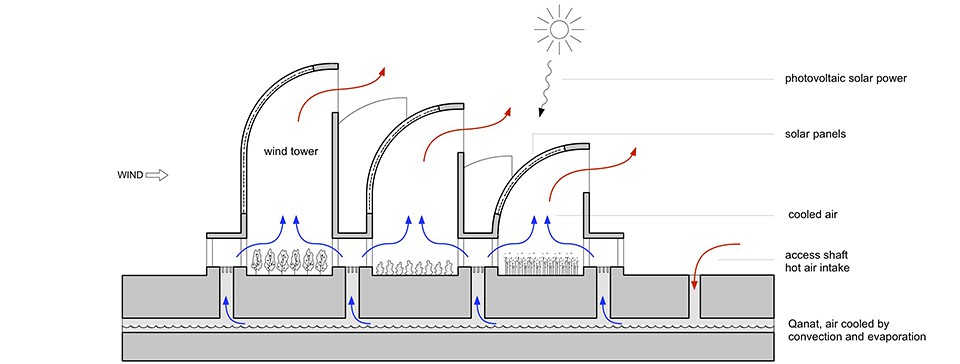 photovoltaic solar power
solar panels
wind tower
WIND
cooled air
access shaft
hot air intake
Qanat, air cooled by
convection and evaporation